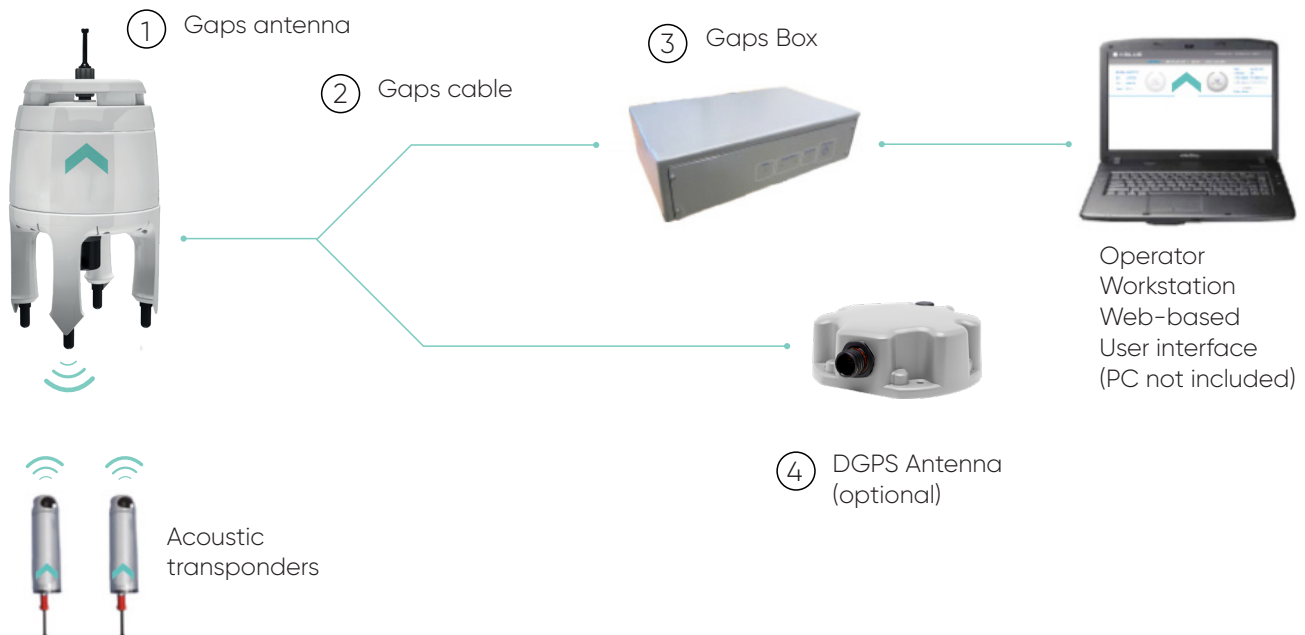 1 Gaps antenna
2 Gaps cable
3 Gaps Box
Operator
Workstation
Web-based
User interface
(PC not included)
4 DGPS Antenna
(optional)
Acoustic
transponders